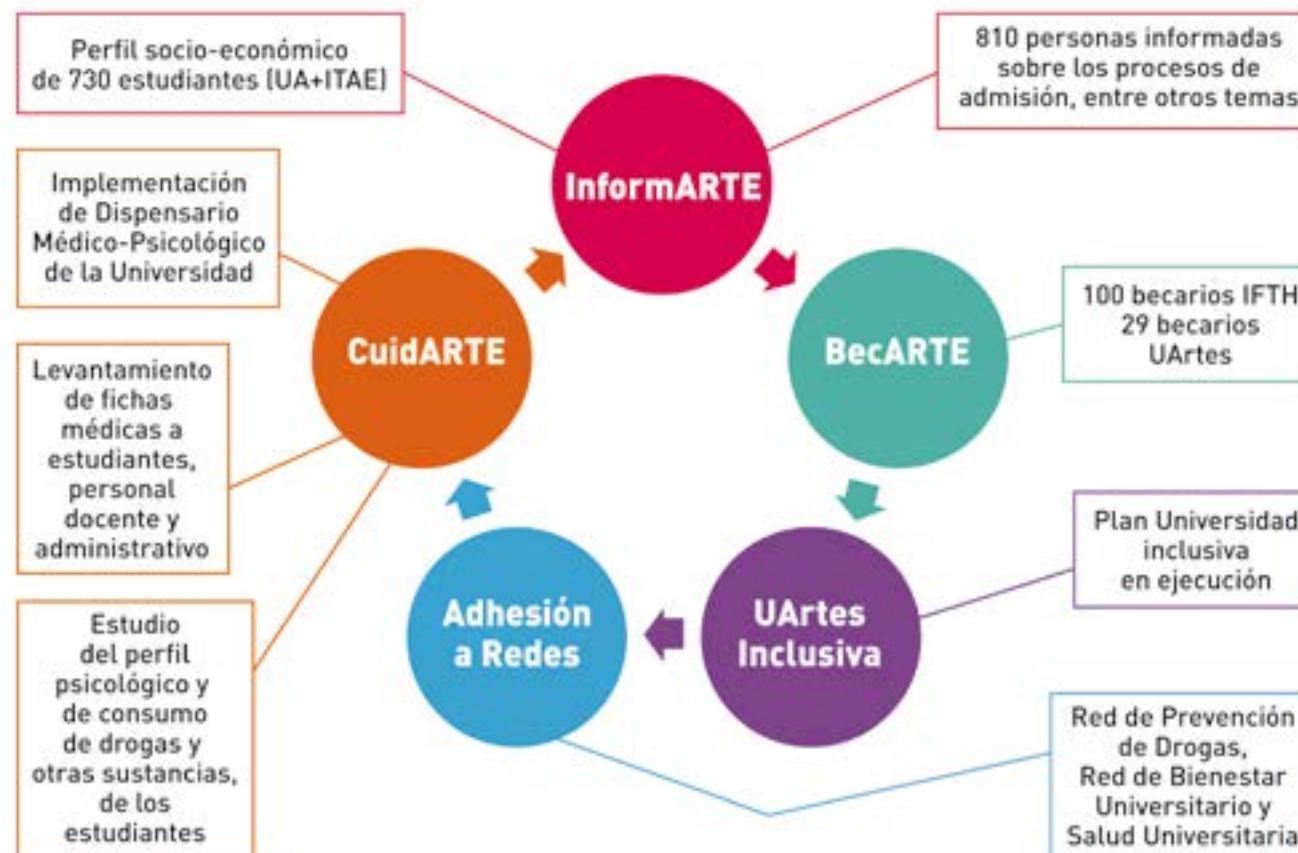 Perfil socio-económico
de 730 estudiantes (UA+ITAE)
810 personas informadas
sobre los procesos de
admisión, entre otros temas
InformARTE
Implementación
de Dispensario
Médico-Psicológico
de la Universidad
CuidARTE
BecARTE
100 becarios IFTH
29 becarios
UArtes
Levantamiento
de fichas
médicas a
estudiantes,
personal
docente y
administrativo
Plan Universidad
inclusiva
en ejecución
Adhesión
a Redes
UArtes
Inclusiva
Estudio
del perfil
psicológico y
de consumo
de drogas y
otras sustancias,
de los
estudiantes
Red de Prevención
de Drogas,
Red de Bienestar
Universitario y
Salud Universitaria